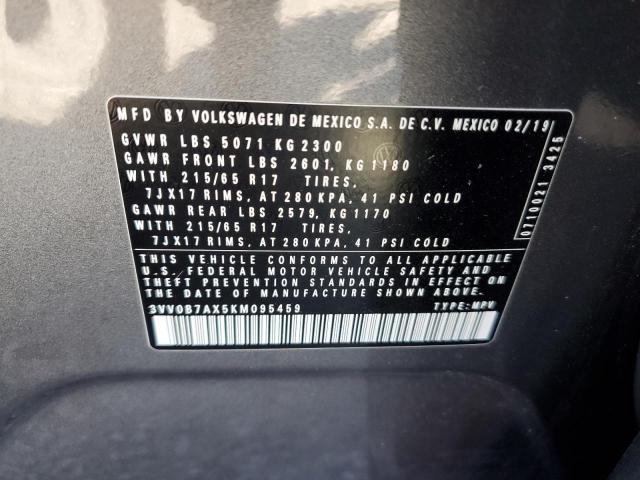 MFD BY VOLKSWAGEN DE MEXICO S.A. DE C.V. MEXICO 02/19
GVWR LBS 5071 KG 2300
GAWR FRONT LBS 2601, KG 1180
WITH 215/65 R17 TIRES,
7JX17 RIMS, AT 280 KPA, 41 PSI COLD
GAWR REAR LBS 2579, KG 1170
WITH 215/65 R17 TIRES,
7JX17 RIMS, AT 280 KPA, 41 PSI COLD
0710021 3425
THIS VEHICLE CONFORMS TO ALL APPLICABLE
U.S. FEDERAL MOTOR VEHICLE SAFETY AND
THEFT PREVENTION STANDARDS IN EFFECT ON
THE DATE OF MANUFACTURE SHOWN ABOVE.
3VV0B7AX5KM095459 TYPE: MPV